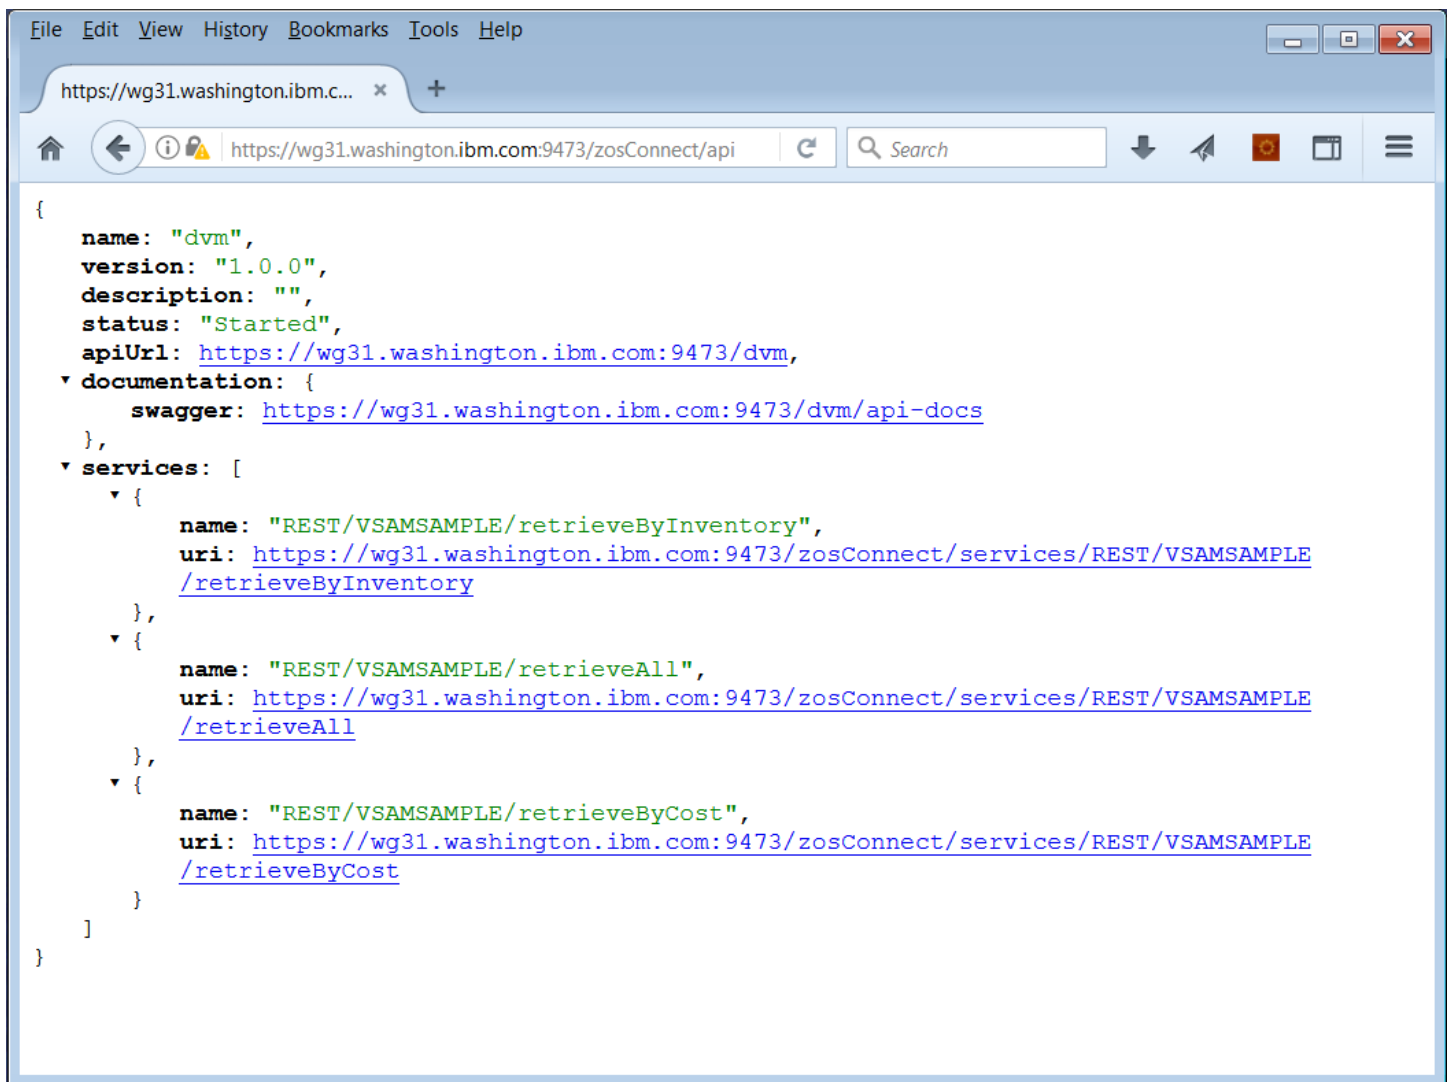 File Edit View History Bookmarks Tools Help
https://wg31.washington.ibm.c... × +
https://wg31.washington.ibm.com:9473/zosConnect/api Search
{
name: "dvm",
version: "1.0.0",
description: "",
status: "Started",
apiUrl: https://wg31.washington.ibm.com:9473/dvm,
documentation: {
swagger: https://wg31.washington.ibm.com:9473/dvm/api-docs
},
services: [
{
name: "REST/VSAMSAMPLE/retrieveByInventory",
uri: https://wg31.washington.ibm.com:9473/zosConnect/services/REST/VSAMSAMPLE
/retrieveByInventory
},
{
name: "REST/VSAMSAMPLE/retrieveAll",
uri: https://wg31.washington.ibm.com:9473/zosConnect/services/REST/VSAMSAMPLE
/retrieveAll
},
{
name: "REST/VSAMSAMPLE/retrieveByCost",
uri: https://wg31.washington.ibm.com:9473/zosConnect/services/REST/VSAMSAMPLE
/retrieveByCost
}
]
}